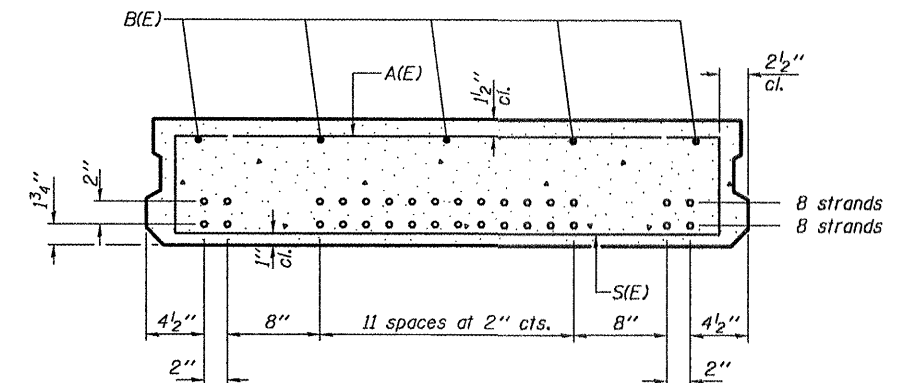 B(E)
A(E)
1½" cl.
2½" cl.
2"
1¾"
8 strands
8 strands
1" cl.
S(E)
4½"
8"
11 spaces at 2" cts.
8"
4½"
2"
2"